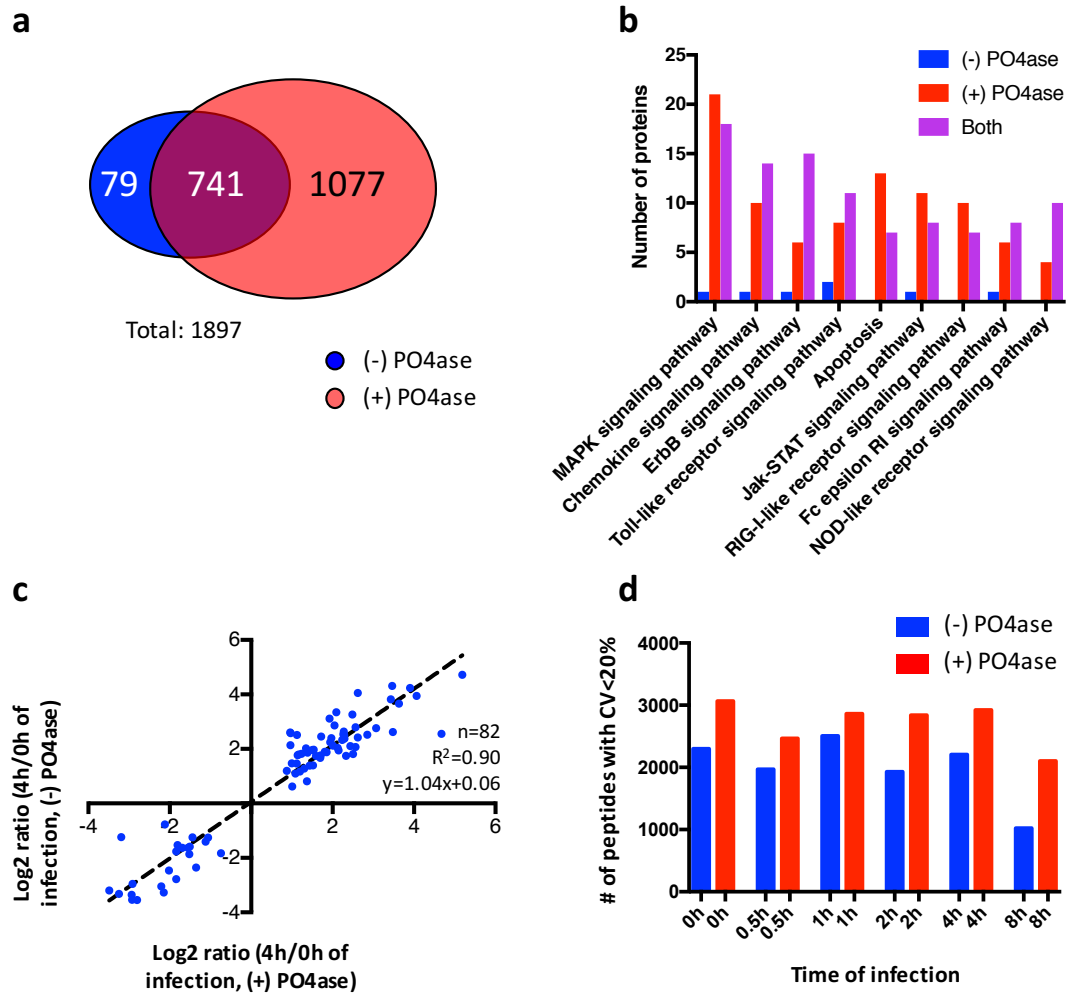 a
79
741
1077
Total: 1897
(-) PO4ase
(+) PO4ase
b
Number of proteins
25
20
15
10
5
0
(-) PO4ase
(+) PO4ase
Both
MAPK signaling pathway
Chemokine signaling pathway
ErbB signaling pathway
Toll-like receptor signaling pathway
Apoptosis
Jak-STAT signaling pathway
RIG-I-like receptor signaling pathway
Fc epsilon RI signaling pathway
NOD-like receptor signaling pathway
c
Log2 ratio (4h/0h of
infection, (-) PO4ase)
6
4
2
-4
-2
2
4
6
-2
-4
n=82
R²=0.90
y=1.04x+0.06
Log2 ratio (4h/0h of
infection, (+) PO4ase)
d
(-) PO4ase
(+) PO4ase
# of peptides with CV<20%
4000
3000
2000
1000
0
0h
0h
0.5h
0.5h
1h
1h
2h
2h
4h
4h
8h
8h
Time of infection